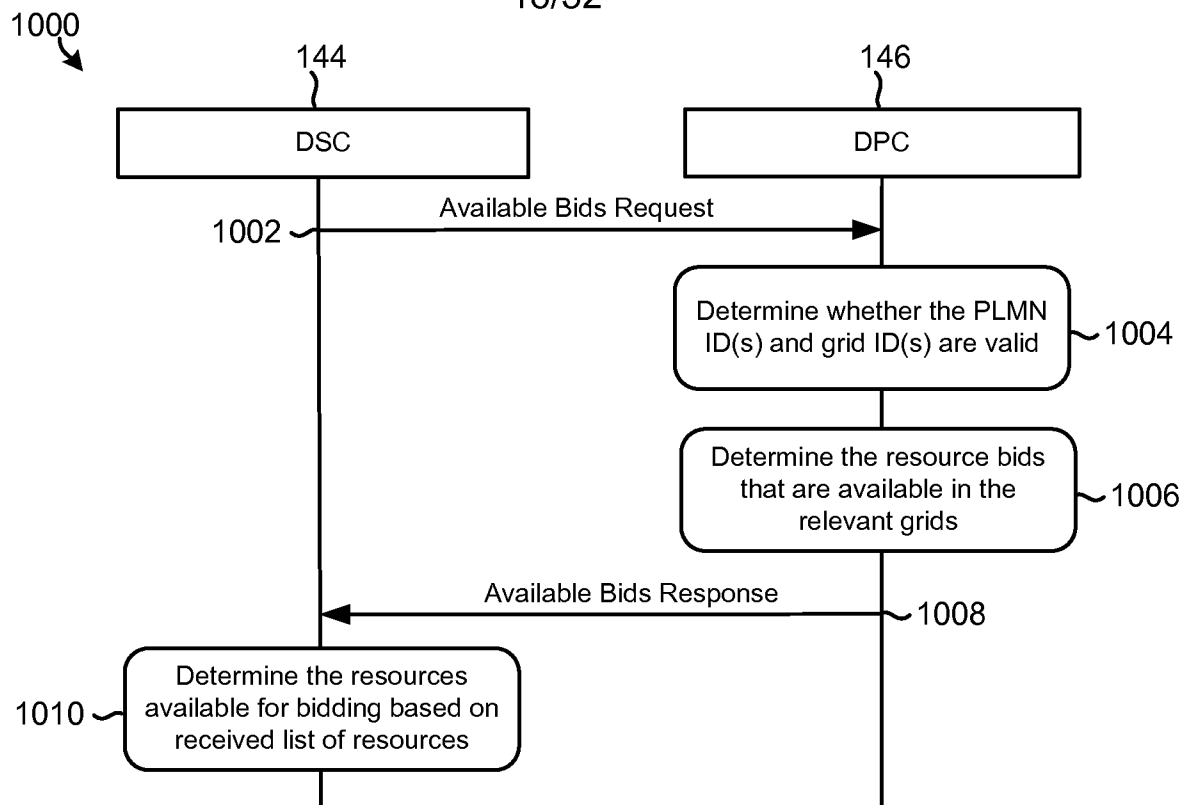 1000
144
146
DSC
DPC
Available Bids Request
1002
Determine whether the PLMN
ID(s) and grid ID(s) are valid
1004
Determine the resource bids
that are available in the
relevant grids
1006
Available Bids Response
1008
Determine the resources
available for bidding based on
received list of resources
1010